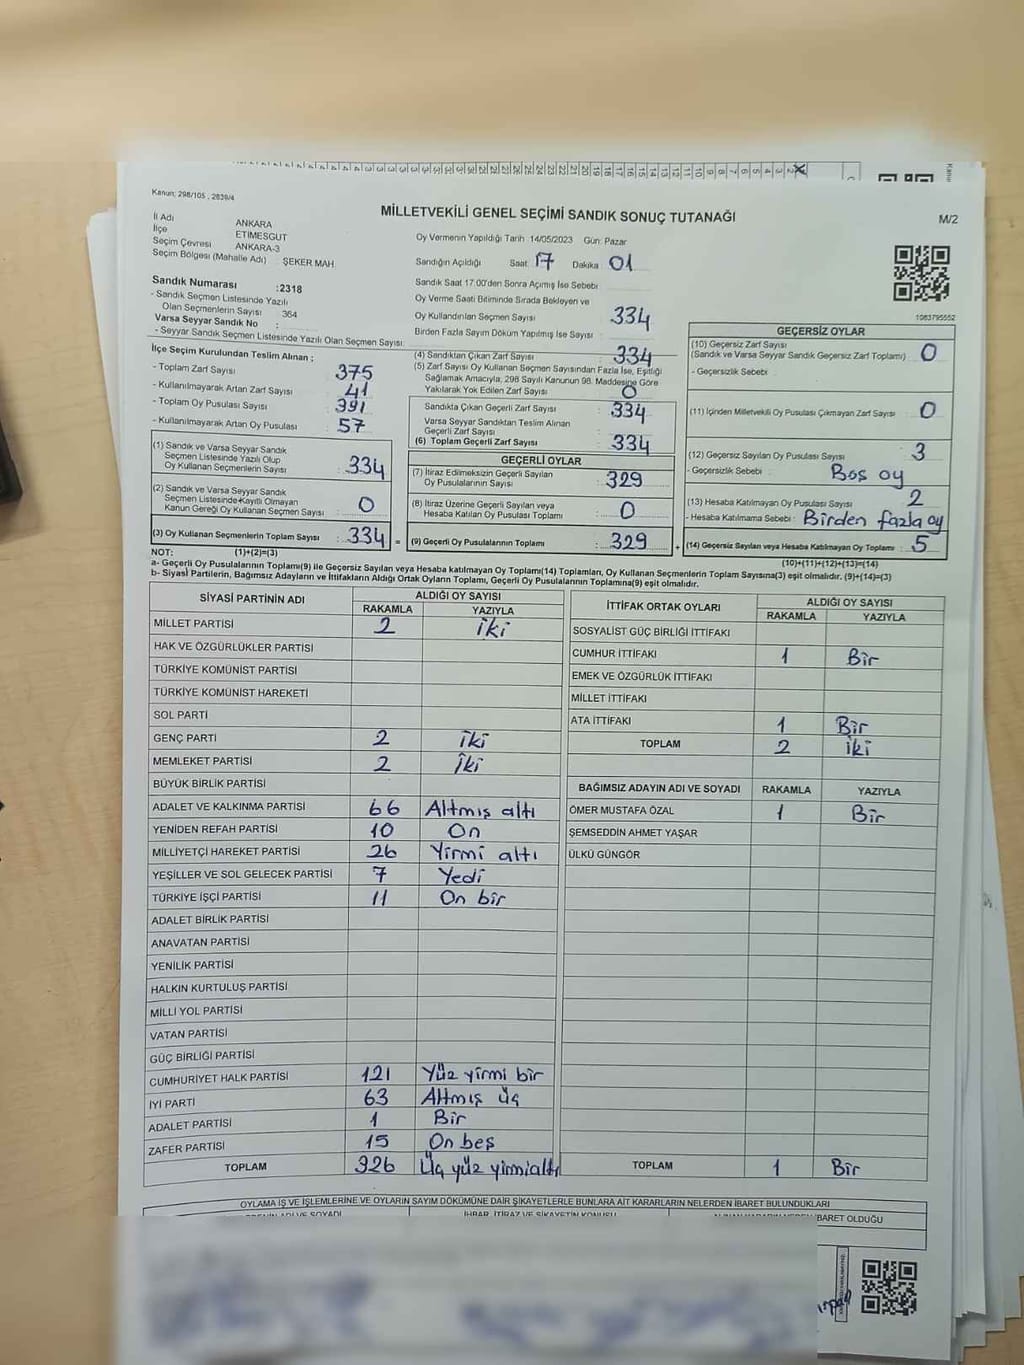 Kanun: 298/105 , 2839/4
MİLLETVEKİLİ GENEL SEÇİMİ SANDIK SONUÇ TUTANAĞI
M/2
İl Adı ANKARA
İlçe ETİMESGUT
Seçim Çevresi ANKARA-3
Seçim Bölgesi (Mahalle Adı) ŞEKER MAH.
Oy Vermenin Yapıldığı Tarih 14/05/2023 Gün: Pazar
Sandığın Açıldığı Saat 17 Dakika 01
Sandık Saat 17.00'den Sonra Açımış İse Sebebi
Sandık Numarası :2318
- Sandık Seçmen Listesinde Yazılı
Olan Seçmenlerin Sayısı 364
Varsa Seyyar Sandık No :
- Seyyar Sandık Seçmen Listesinde Yazılı Olan Seçmen Sayısı:
Oy Verme Saati Bitiminde Sırada Bekleyen ve
Oy Kullandırılan Seçmen Sayısı 334
Birden Fazla Sayım Döküm Yapılmış İse Sayısı
1083795552
İlçe Seçim Kurulundan Teslim Alınan ;
- Toplam Zarf Sayısı 375
- Kullanılmayarak Artan Zarf Sayısı 41
- Toplam Oy Pusulası Sayısı 391
- Kullanılmayarak Artan Oy Pusulası 57
(1) Sandık ve Varsa Seyyar Sandık
Seçmen Listesinde Yazılı Olup
Oy Kullanan Seçmenlerin Sayısı : 334
(2) Sandık ve Varsa Seyyar Sandık
Seçmen Listesinde Kayıtlı Olmayan
Kanun Gereği Oy Kullanan Seçmen Sayısı : 0
(3) Oy Kullanan Seçmenlerin Toplam Sayısı : 334 =
(4) Sandıktan Çıkan Zarf Sayısı : 334
(5) Zarf Sayısı Oy Kullanan Seçmen Sayısından Fazla İse, Eşitliği
Sağlamak Amacıyla, 298 Sayılı Kanunun 98. Maddesine Göre
Yakılarak Yok Edilen Zarf Sayısı : 0
Sandıkta Çıkan Geçerli Zarf Sayısı : 334
Varsa Seyyar Sandıktan Teslim Alınan
Geçerli Zarf Sayısı
(6) Toplam Geçerli Zarf Sayısı : 334
GEÇERLİ OYLAR
(7) İtiraz Edilmeksizin Geçerli Sayılan
Oy Pusulalarının Sayısı : 329
(8) İtiraz Üzerine Geçerli Sayılan veya
Hesaba Katılan Oy Pusulası Toplamı : 0
(9) Geçerli Oy Pusulalarının Toplamı : 329 +
GEÇERSİZ OYLAR
(10) Geçersiz Zarf Sayısı
(Sandık ve Varsa Seyyar Sandık Geçersiz Zarf Toplamı) : 0
- Geçersizlik Sebebi
(11) İçinden Milletvekili Oy Pusulası Çıkmayan Zarf Sayısı : 0
(12) Geçersiz Sayılan Oy Pusulası Sayısı : 3
- Geçersizlik Sebebi : Boş oy
(13) Hesaba Katılmayan Oy Pusulası Sayısı : 2
- Hesaba Katılmama Sebebi : Birden fazla oy
(14) Geçersiz Sayılan veya Hesaba Katılmayan Oy Toplamı : 5
NOT: (1)+(2)=(3)
(10)+(11)+(12)+(13)=(14)
a- Geçerli Oy Pusulalarının Toplamı(9) ile Geçersiz Sayılan veya Hesaba katılmayan Oy Toplamı(14) Toplamları, Oy Kullanan Seçmenlerin Toplam Sayısına(3) eşit olmalıdır. (9)+(14)=(3)
b- Siyasi Partilerin, Bağımsız Adayların ve İttifakların Aldığı Ortak Oyların Toplamı, Geçerli Oy Pusulalarının Toplamına(9) eşit olmalıdır.
SİYASİ PARTİNİN ADI ALDIĞI OY SAYISI
RAKAMLA YAZIYLA
MİLLET PARTİSİ 2 iki
HAK VE ÖZGÜRLÜKLER PARTİSİ
TÜRKİYE KOMÜNİST PARTİSİ
TÜRKİYE KOMÜNİST HAREKETİ
SOL PARTİ
GENÇ PARTİ 2 iki
MEMLEKET PARTİSİ 2 iki
BÜYÜK BİRLİK PARTİSİ
ADALET VE KALKINMA PARTİSİ 66 Altmış altı
YENİDEN REFAH PARTİSİ 10 On
MİLLİYETÇİ HAREKET PARTİSİ 26 Yirmi altı
YEŞİLLER VE SOL GELECEK PARTİSİ 7 Yedi
TÜRKİYE İŞÇİ PARTİSİ 11 On bir
ADALET BİRLİK PARTİSİ
ANAVATAN PARTİSİ
YENİLİK PARTİSİ
HALKIN KURTULUŞ PARTİSİ
MİLLİ YOL PARTİSİ
VATAN PARTİSİ
GÜÇ BİRLİĞİ PARTİSİ
CUMHURİYET HALK PARTİSİ 121 Yüz yirmi bir
İYİ PARTİ 63 Altmış üç
ADALET PARTİSİ 1 Bir
ZAFER PARTİSİ 15 On beş
TOPLAM 326 Üç yüz yirmialtı
İTTİFAK ORTAK OYLARI ALDIĞI OY SAYISI
RAKAMLA YAZIYLA
SOSYALİST GÜÇ BİRLİĞİ İTTİFAKI
CUMHUR İTTİFAKI 1 Bir
EMEK VE ÖZGÜRLÜK İTTİFAKI
MİLLET İTTİFAKI
ATA İTTİFAKI 1 Bir
TOPLAM 2 iki
BAĞIMSIZ ADAYIN ADI VE SOYADI RAKAMLA YAZIYLA
ÖMER MUSTAFA ÖZAL 1 Bir
ŞEMSEDDİN AHMET YAŞAR
ÜLKÜ GÜNGÖR
TOPLAM 1 Bir
OYLAMA İŞ VE İŞLEMLERİNE VE OYLARIN SAYIM DÖKÜMÜNE DAİR ŞİKAYETLERLE BUNLARA AİT KARARLARIN NELERDEN İBARET BULUNDUKLARI
İHBAR, İTİRAZ VE ŞİKAYETİN KONUSU
İBARET OLDUĞU